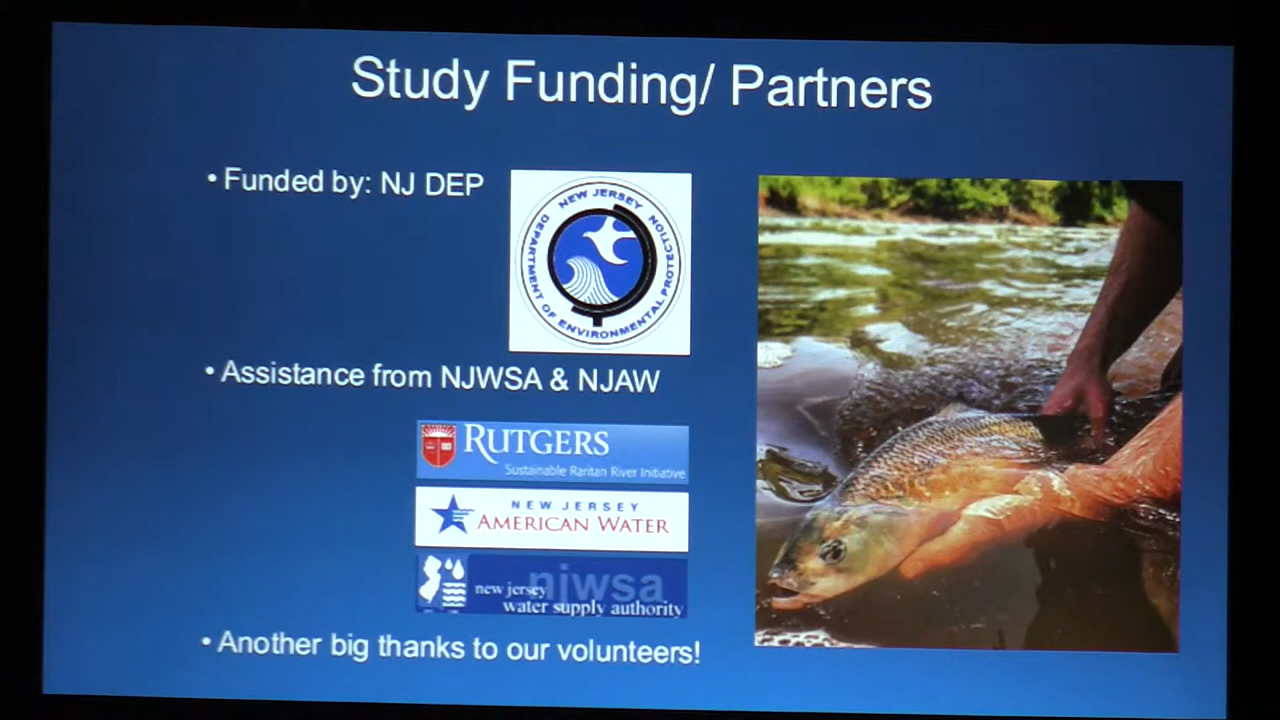 Study Funding/ Partners
• Funded by: NJ DEP
NEW JERSEY
DEPARTMENT OF ENVIRONMENTAL PROTECTION
• Assistance from NJWSA & NJAW
RUTGERS
Sustainable Raritan River Initiative
NEW JERSEY
AMERICAN WATER
njwsa
new jersey
water supply authority
• Another big thanks to our volunteers!